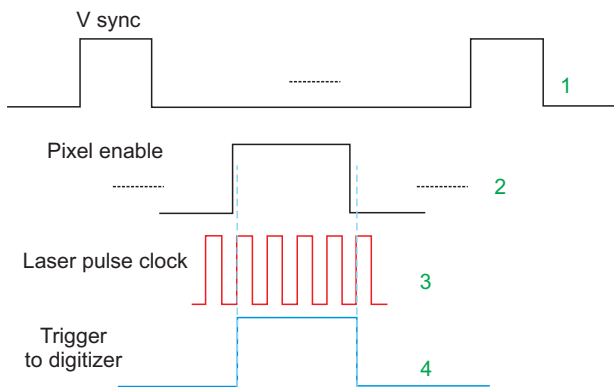 V sync
1
Pixel enable
2
Laser pulse clock
3
Trigger
to digitizer
4